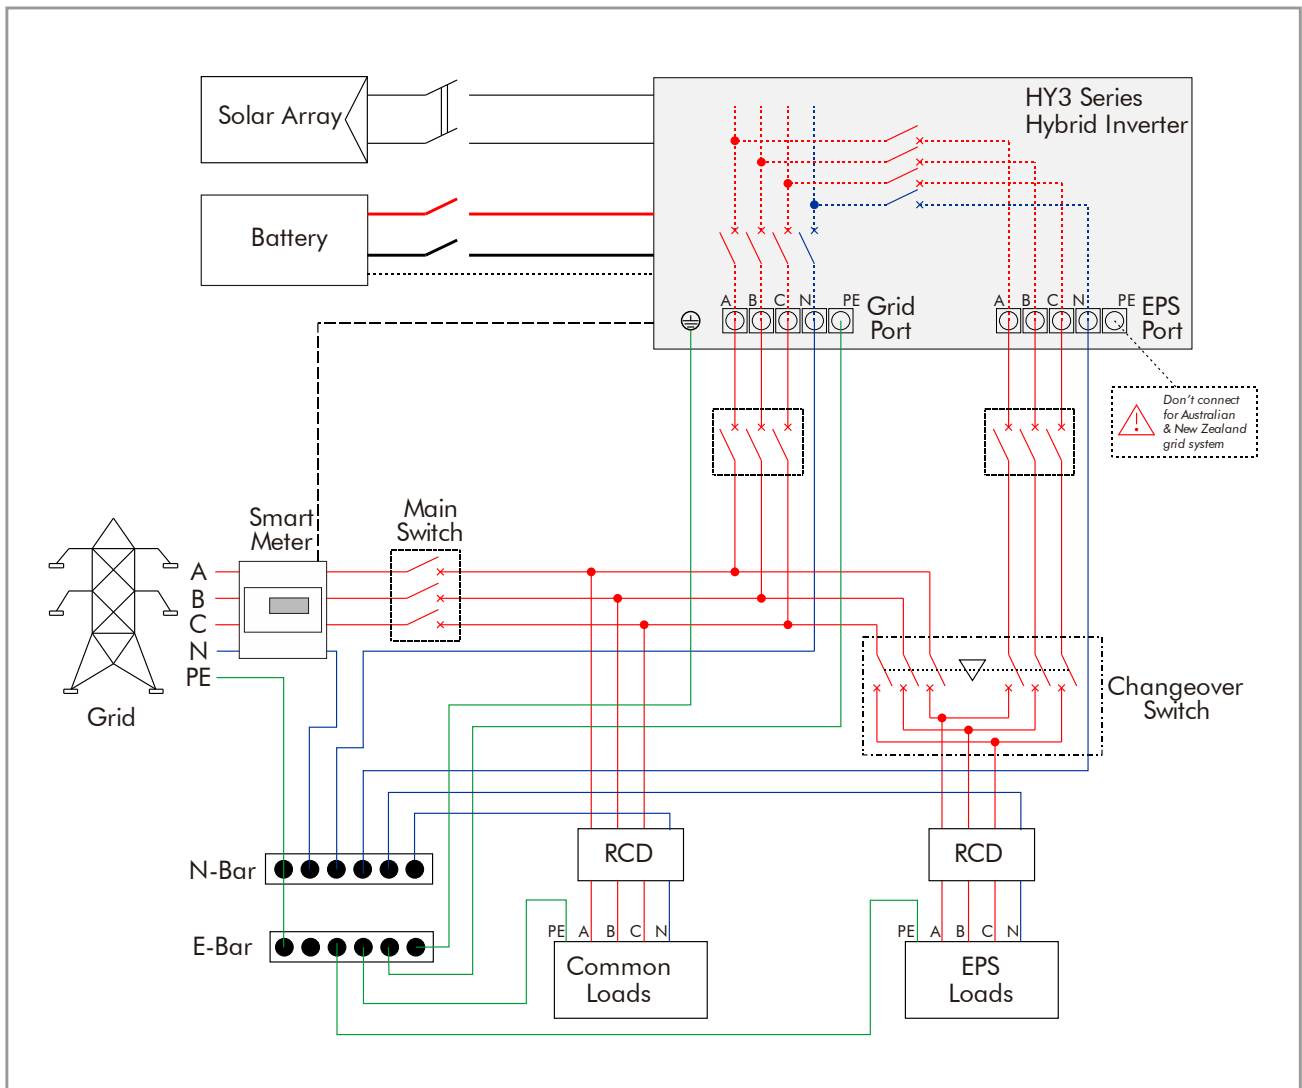 Solar Array
HY3 Series
Hybrid Inverter
Battery
A B C N PE
Grid
Port
A B C N PE
EPS
Port
Don't connect
for Australian
& New Zealand
grid system
Smart
Meter
Main
Switch
A
B
C
N
PE
Grid
Changeover
Switch
N-Bar
RCD
RCD
E-Bar
PE A B C N
Common
Loads
PE A B C N
EPS
Loads